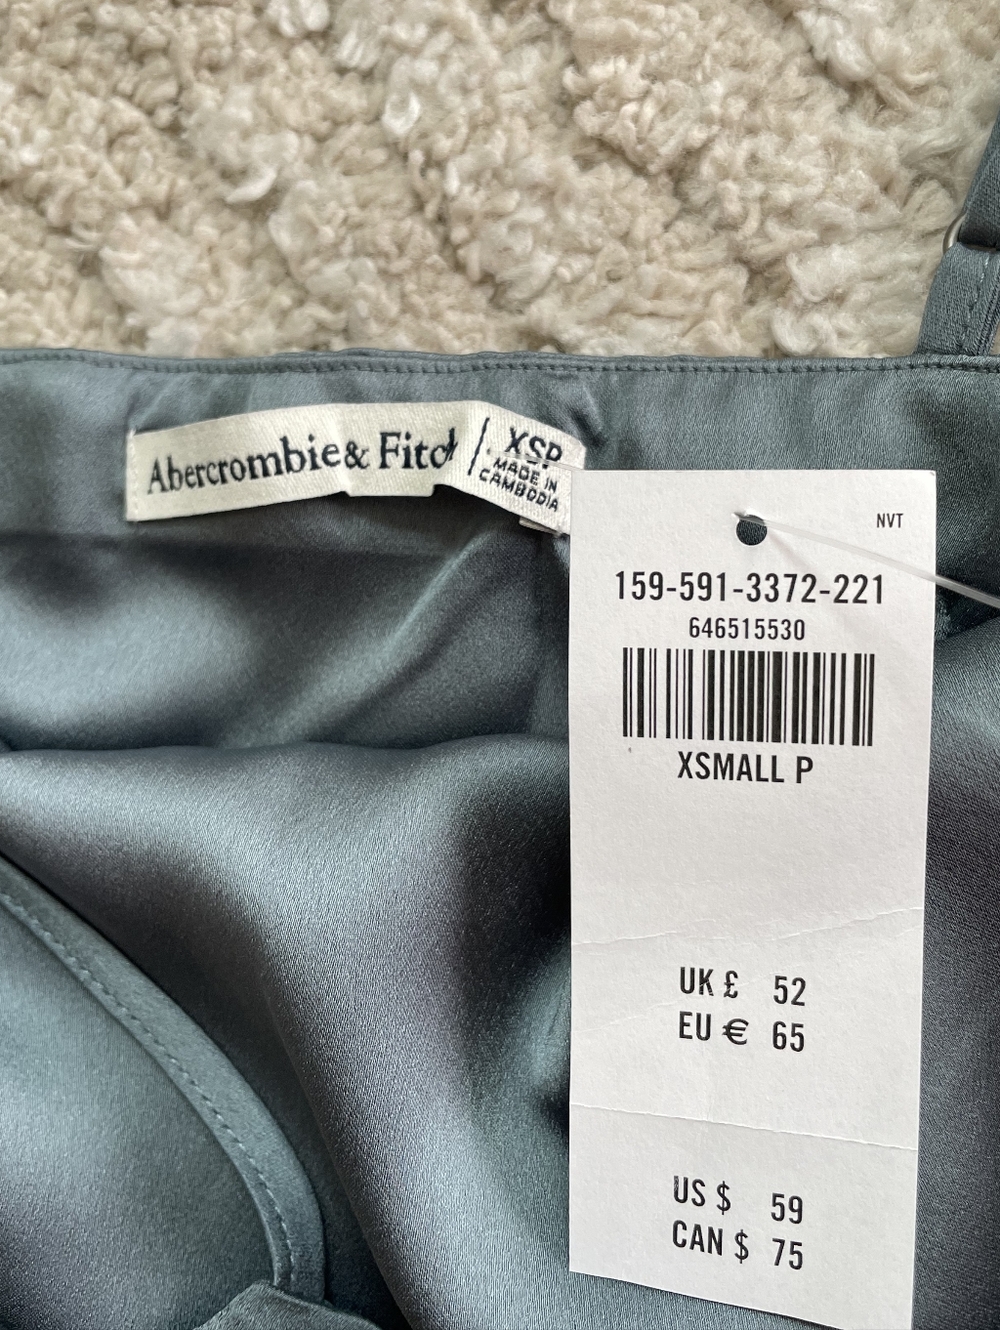 Abercrombie & Fitch
XSP
MADE IN
CAMBODIA
NVT
159-591-3372-221
646515530
XSMALL P
UK £ 52
EU € 65
US $ 59
CAN $ 75